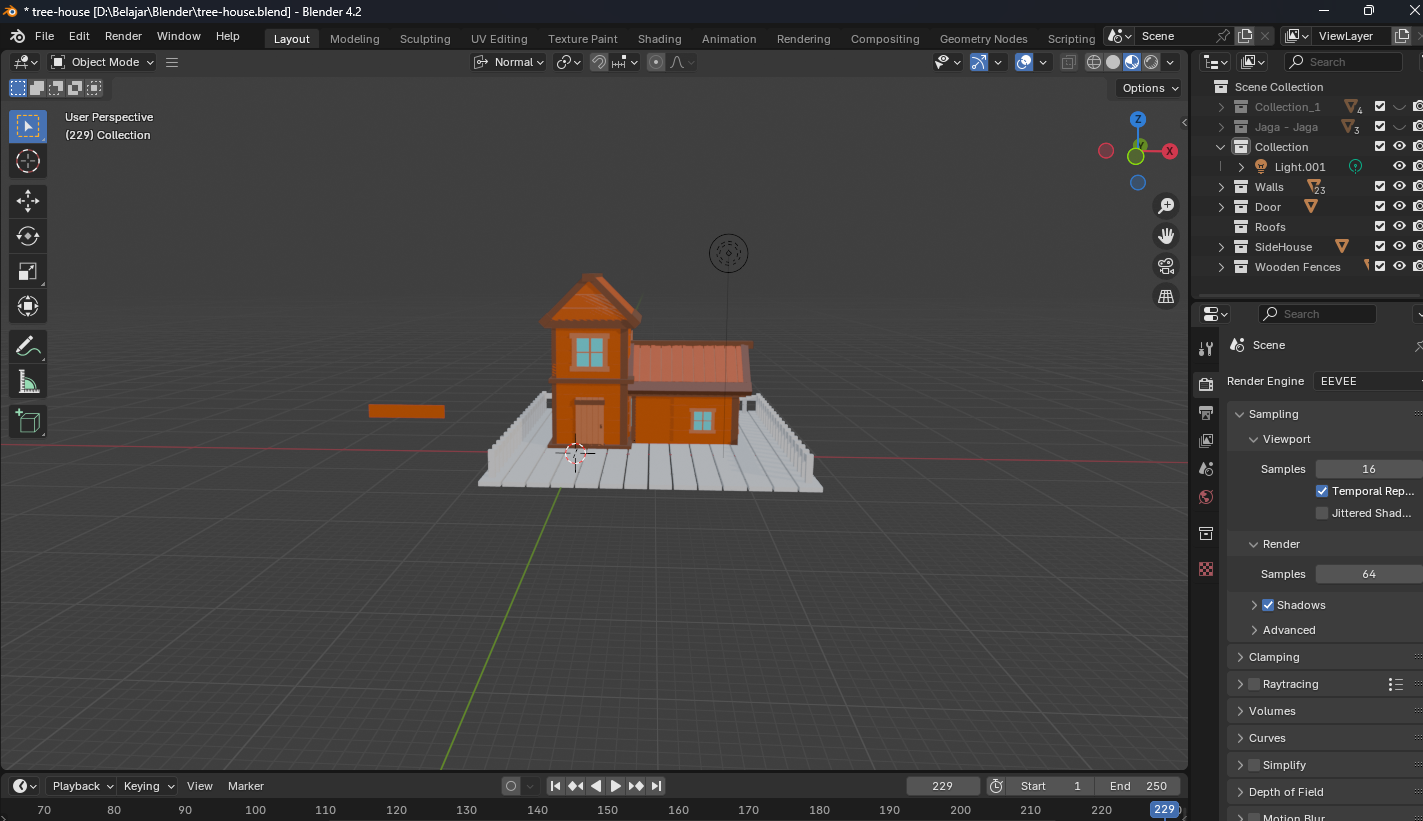 * tree-house [D:\Belajar\Blender\tree-house.blend] - Blender 4.2
File Edit Render Window Help Layout Modeling Sculpting UV Editing Texture Paint Shading Animation Rendering Compositing Geometry Nodes Scripting Scene ViewLayer
Object Mode Normal Search
Options
User Perspective
(229) Collection
Z
Y
X
Scene Collection
Collection_1 4
Jaga - Jaga 3
Collection
Light.001
Walls 23
Door
Roofs
SideHouse
Wooden Fences
Search
Scene
Render Engine EEVEE
Sampling
Viewport
Samples 16
Temporal Rep...
Jittered Shad...
Render
Samples 64
Shadows
Advanced
Clamping
Raytracing
Volumes
Curves
Simplify
Depth of Field
Motion Blur
Playback Keying View Marker 229 Start 1 End 250
70 80 90 100 110 120 130 140 150 160 170 180 190 200 210 220 229